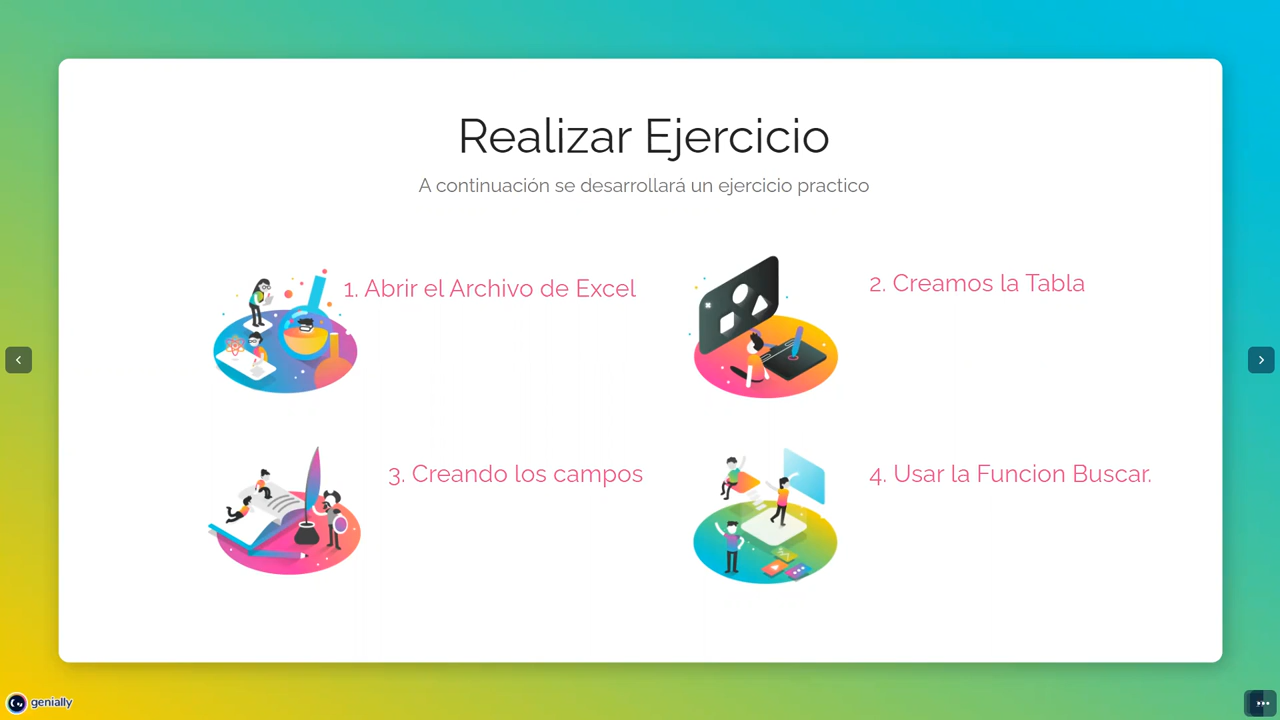 Realizar Ejercicio
A continuación se desarrollará un ejercicio practico
1. Abrir el Archivo de Excel
2. Creamos la Tabla
3. Creando los campos
4. Usar la Funcion Buscar.
genially